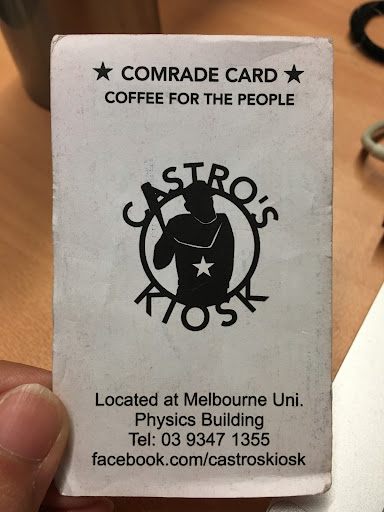 ★ COMRADE CARD ★
COFFEE FOR THE PEOPLE
CASTRO'S
KIOSK
Located at Melbourne Uni.
Physics Building
Tel: 03 9347 1355
facebook.com/castroskiosk